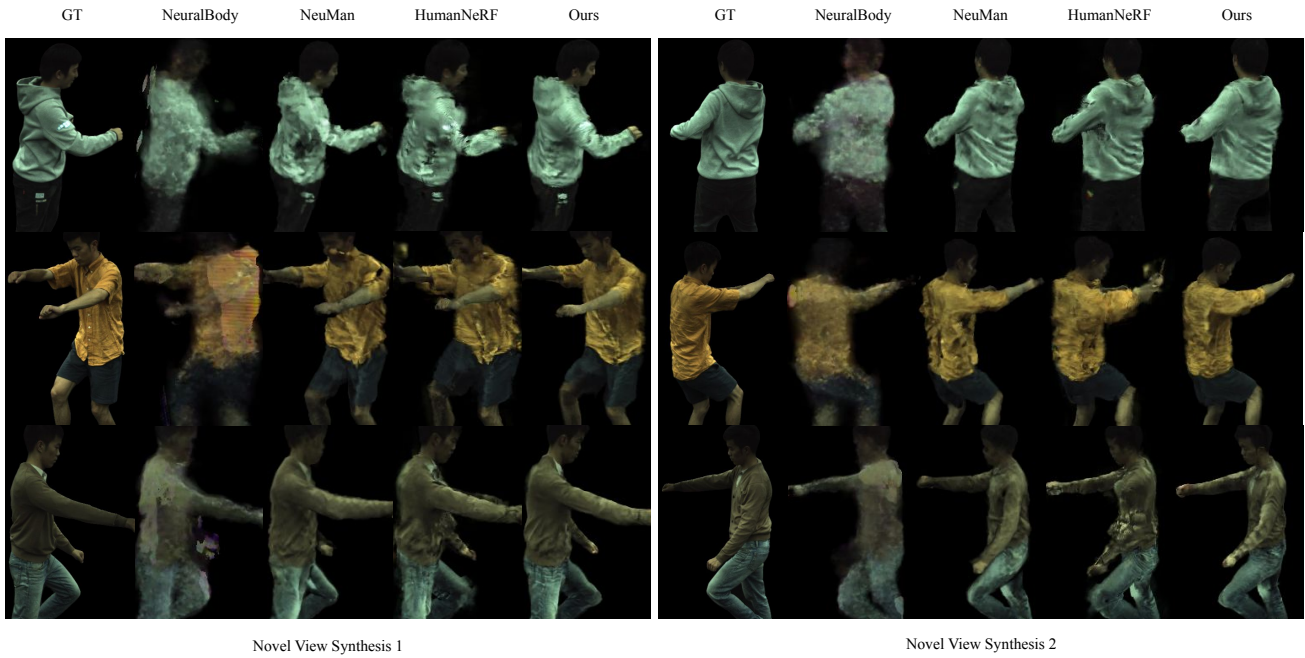 GT NeuralBody NeuMan HumanNeRF Ours GT NeuralBody NeuMan HumanNeRF Ours
Novel View Synthesis 1 Novel View Synthesis 2